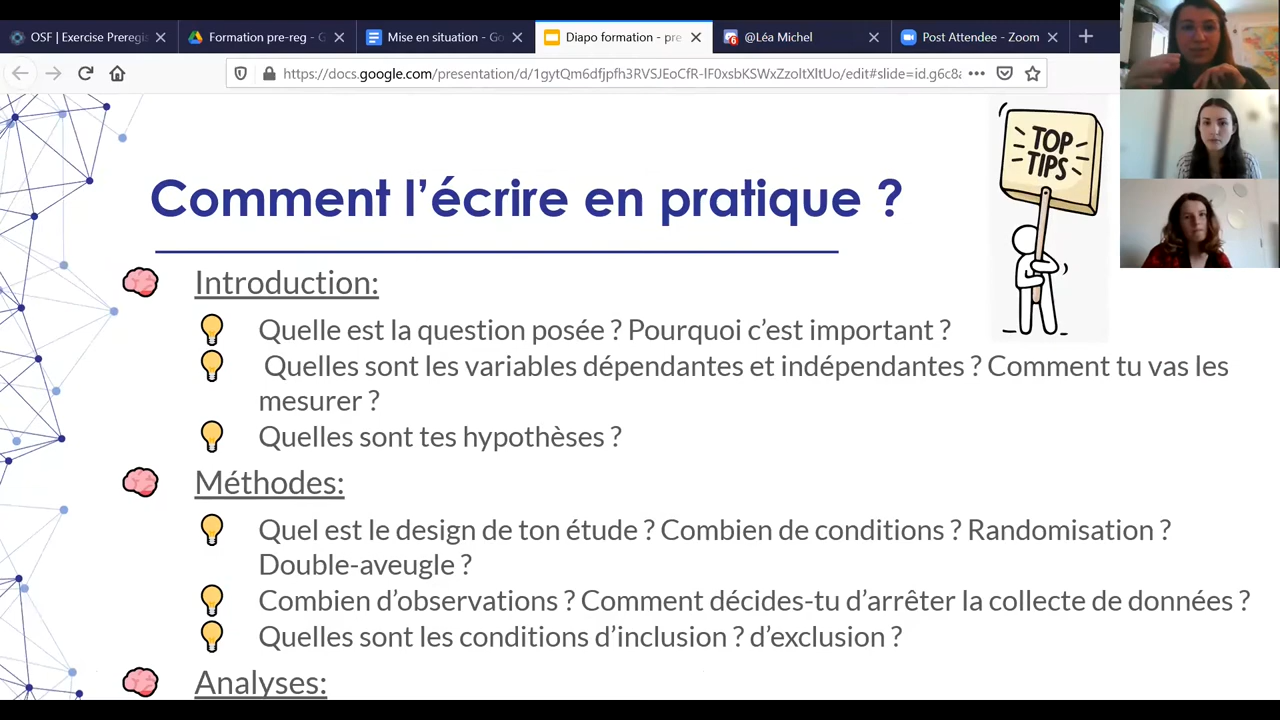 OSF | Exercise Preregis
Formation pre-reg - G
Mise en situation - Go
Diapo formation - pre
@Léa Michel
Post Attendee - Zoom
https://docs.google.com/presentation/d/1gytQm6dfjpfh3RVSJEoCfR-IF0xsbKSWxZzoItXItUo/edit#slide=id.g6c8a
TOP
TIPS
Comment l’écrire en pratique ?
Introduction:
Quelle est la question posée ? Pourquoi c’est important ?
Quelles sont les variables dépendantes et indépendantes ? Comment tu vas les
mesurer ?
Quelles sont tes hypothèses ?
Méthodes:
Quel est le design de ton étude ? Combien de conditions ? Randomisation ?
Double-aveugle ?
Combien d’observations ? Comment décides-tu d’arrêter la collecte de données ?
Quelles sont les conditions d’inclusion ? d’exclusion ?
Analyses: